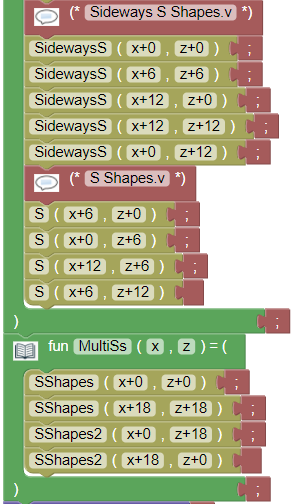 (* Sideways S Shapes.v *)
SidewaysS ( x+0 , z+0 ) ;
SidewaysS ( x+6 , z+6 ) ;
SidewaysS ( x+12 , z+0 ) ;
SidewaysS ( x+12 , z+12 ) ;
SidewaysS ( x+0 , z+12 ) ;
(* S Shapes.v *)
S ( x+6 , z+0 ) ;
S ( x+0 , z+6 ) ;
S ( x+12 , z+6 ) ;
S ( x+6 , z+12 )
) ;
fun MultiSs ( x , z ) = (
SShapes ( x+0 , z+0 ) ;
SShapes ( x+18 , z+18 ) ;
SShapes2 ( x+0 , z+18 ) ;
SShapes2 ( x+18 , z+0 )
) ;